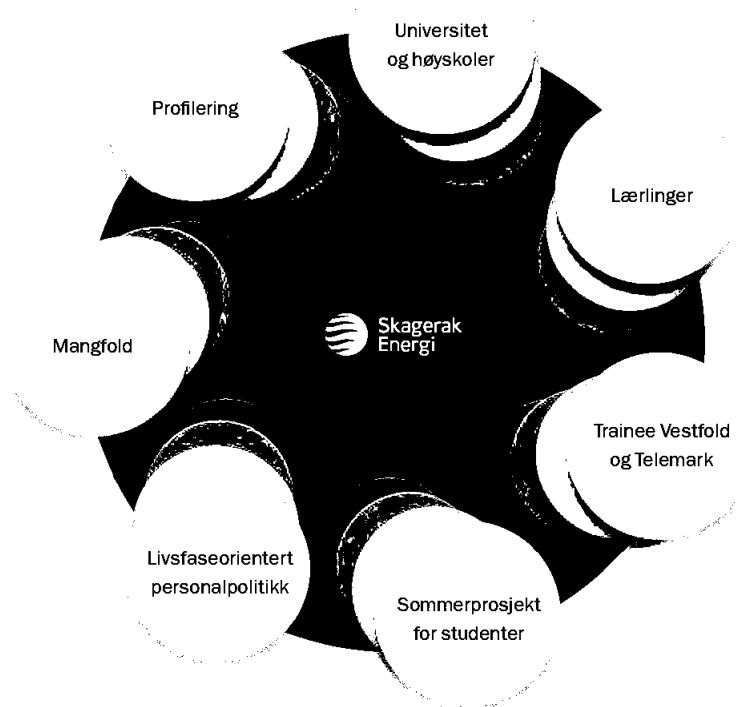 Universitet
og høyskoler
Profilering
Lærlinger
Skagerak
Energi
Mangfold
Trainee Vestfold
og Telemark
Livsfaseorientert
personalpolitikk
Sommerprosjekt
for studenter